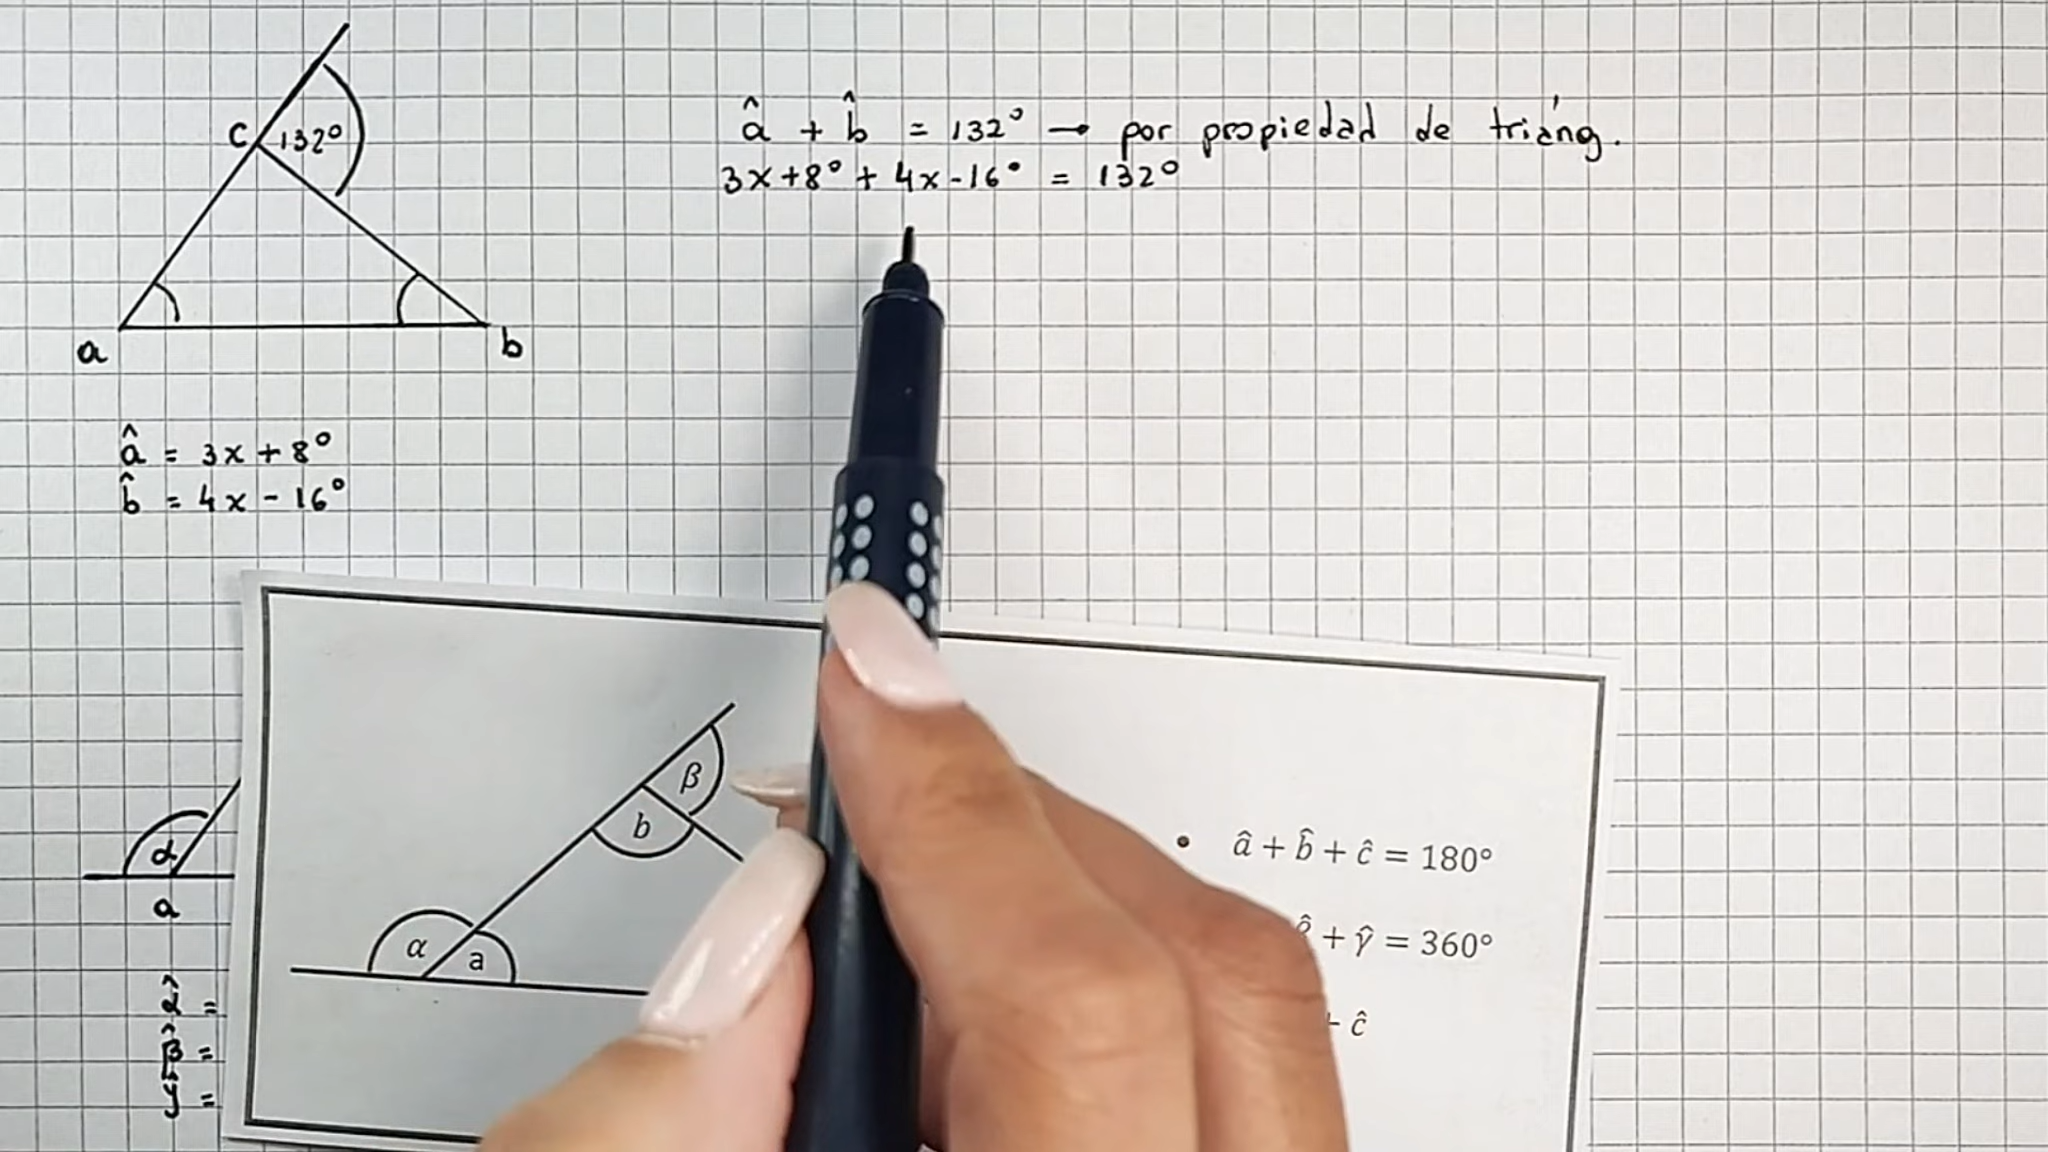 c 132°
a b
â = 3x + 8°
b̂ = 4x - 16°
â + b̂ = 132° → por propiedad de triáng.
3x+8° + 4x-16° = 132°
α
a
α̂ =
β̂ =
γ̂ =
β
b
α a
• â + b̂ + ĉ = 180°
+ γ̂ = 360°
+ ĉ